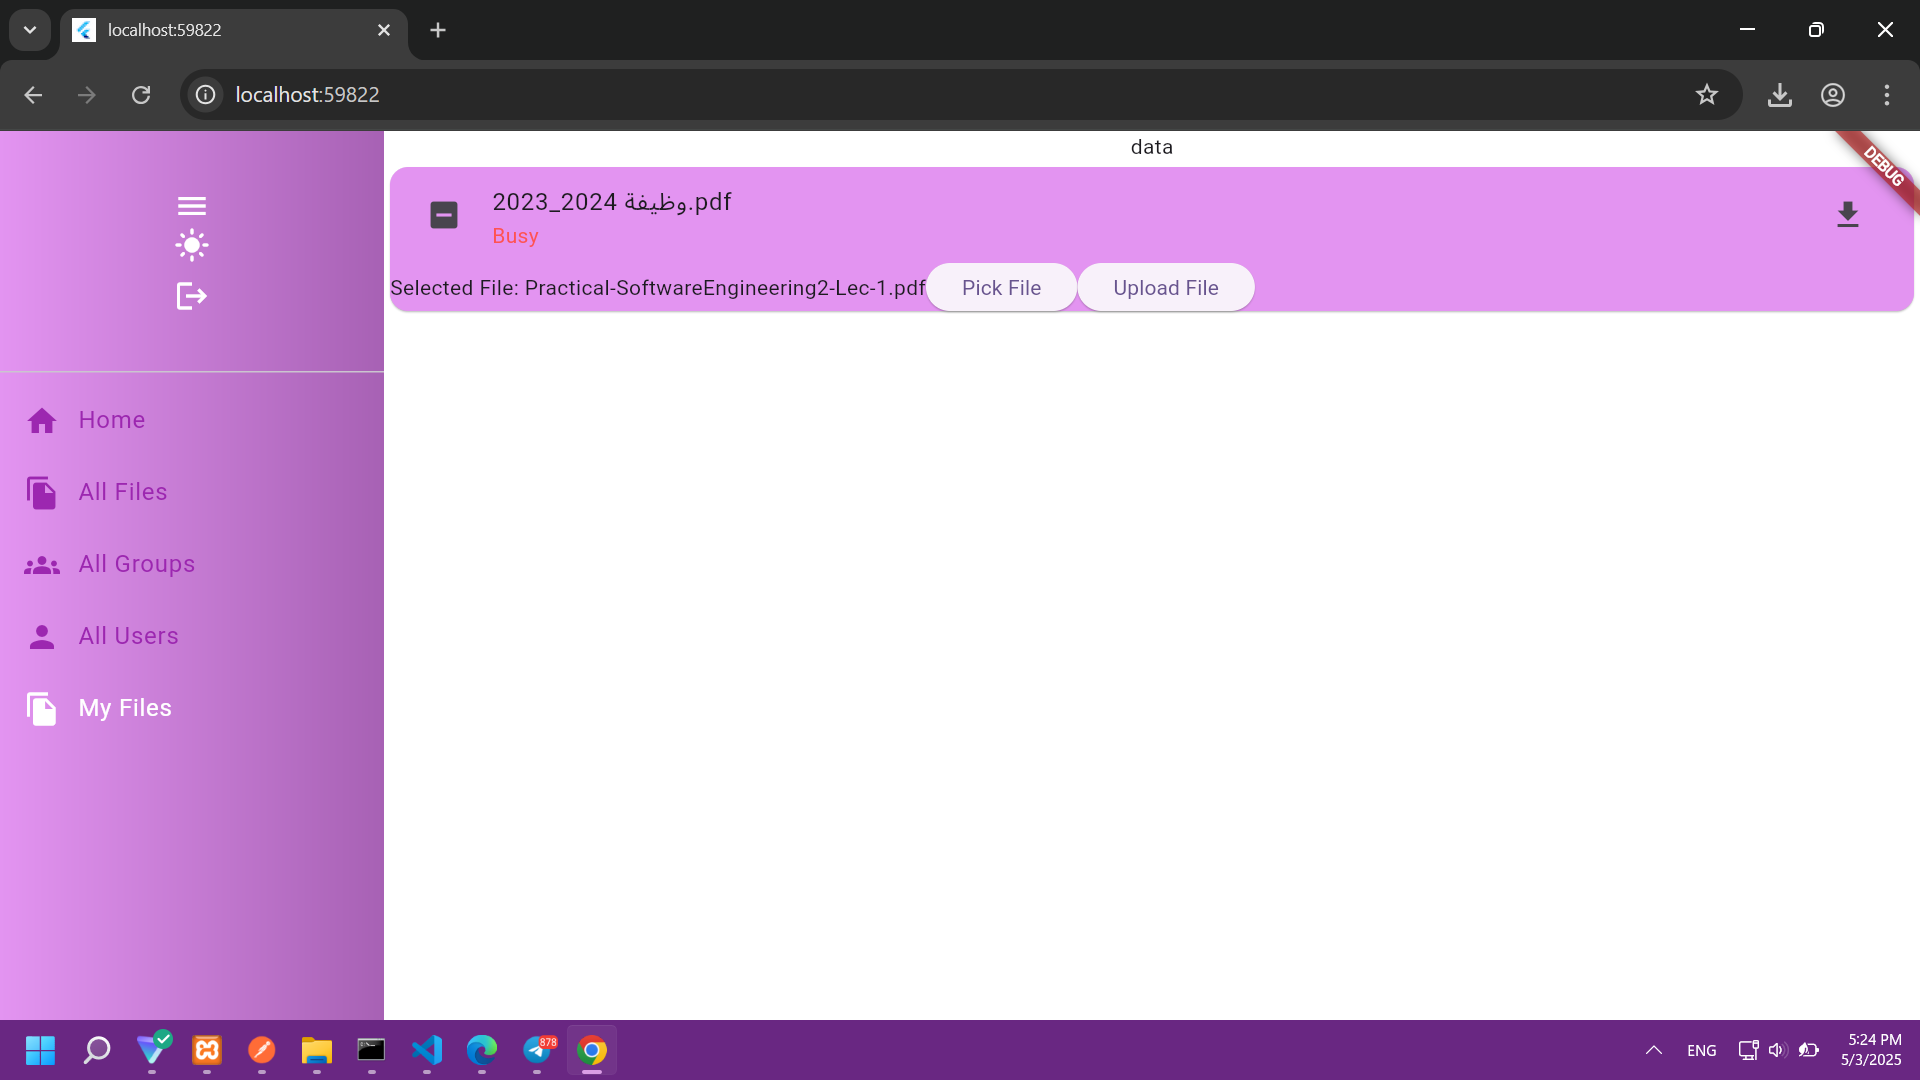 localhost:59822
localhost:59822
data
DEBUG
2023_2024 وظيفة.pdf
Busy
Selected File: Practical-SoftwareEngineering2-Lec-1.pdf
Pick File
Upload File
Home
All Files
All Groups
All Users
My Files
878
ENG
5:24 PM
5/3/2025